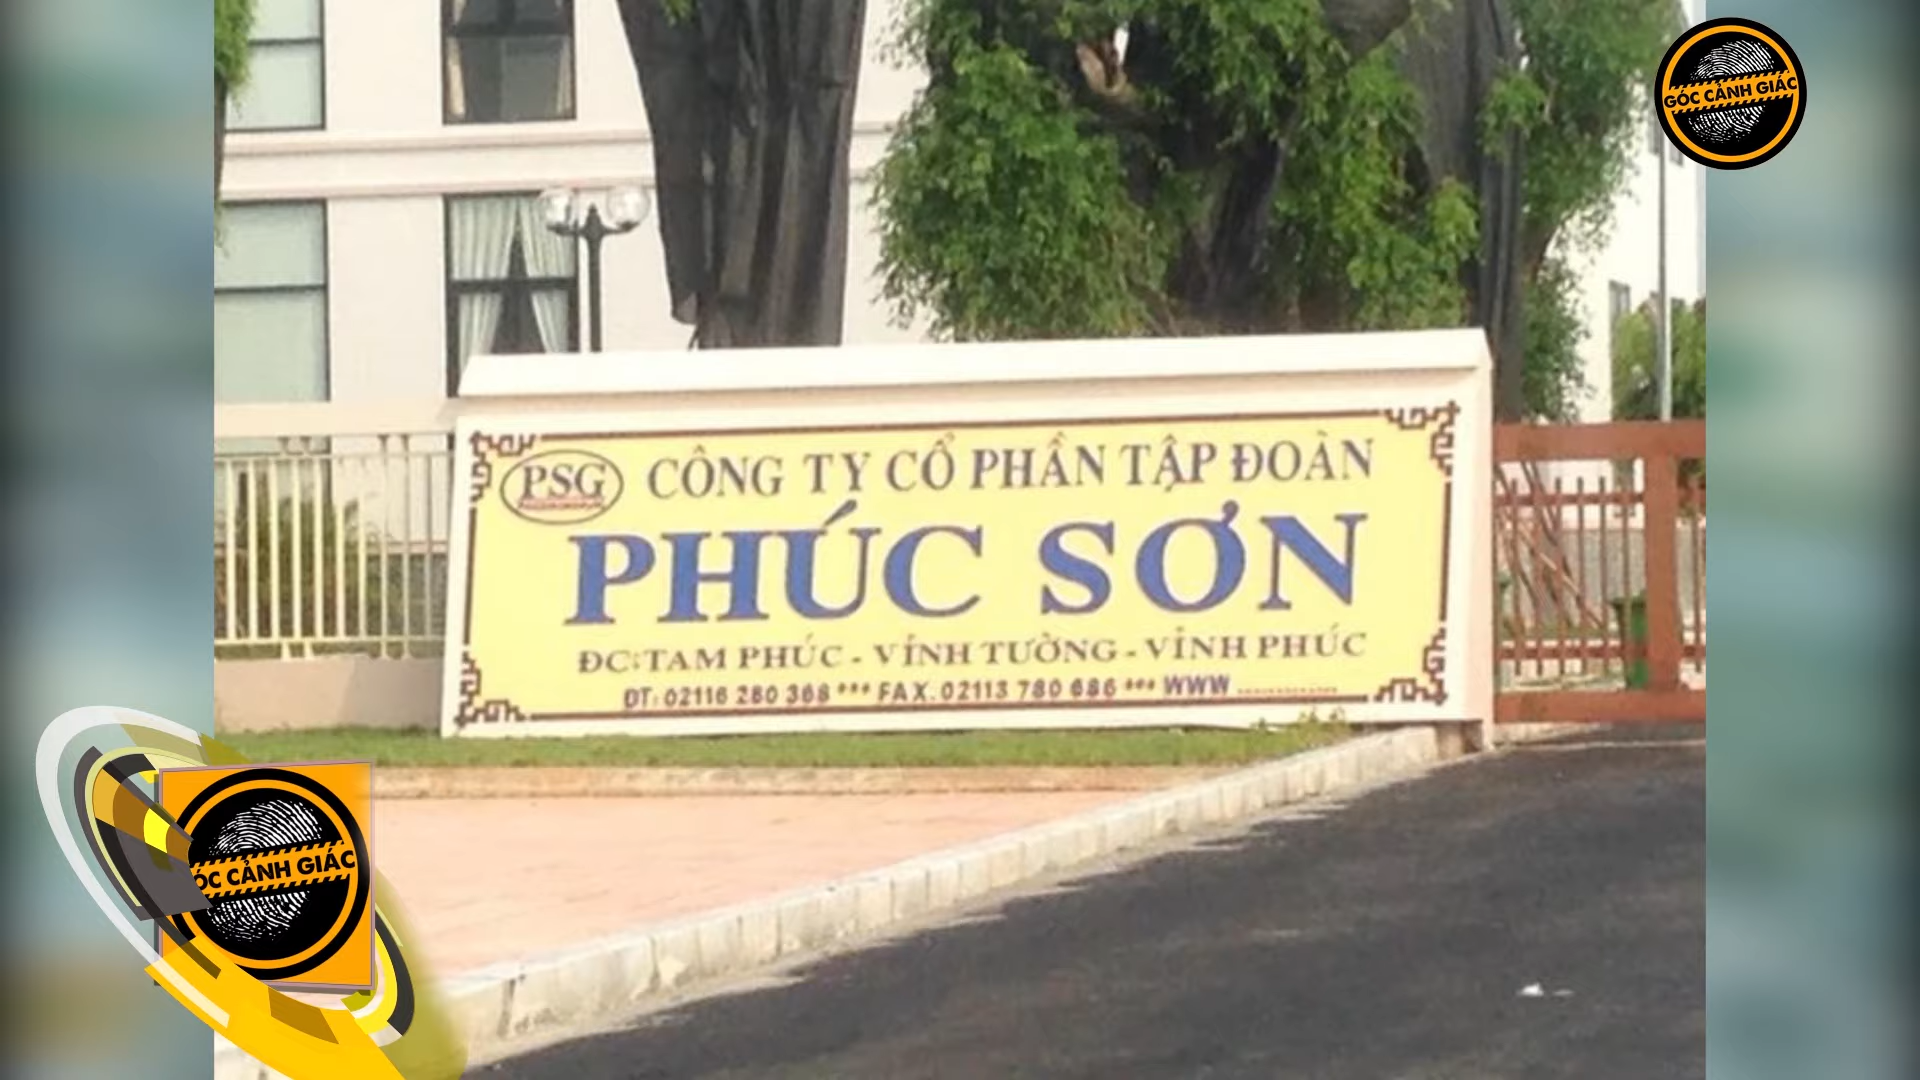 GÓC CẢNH GIÁC
PSG
CÔNG TY CỔ PHẦN TẬP ĐOÀN
PHÚC SƠN
ĐC:TAM PHÚC - VĨNH TƯỜNG - VĨNH PHÚC
ĐT: 02116 280 368 *** FAX. 02113 780 686 *** WWW..............
ÓC CẢNH GIÁC